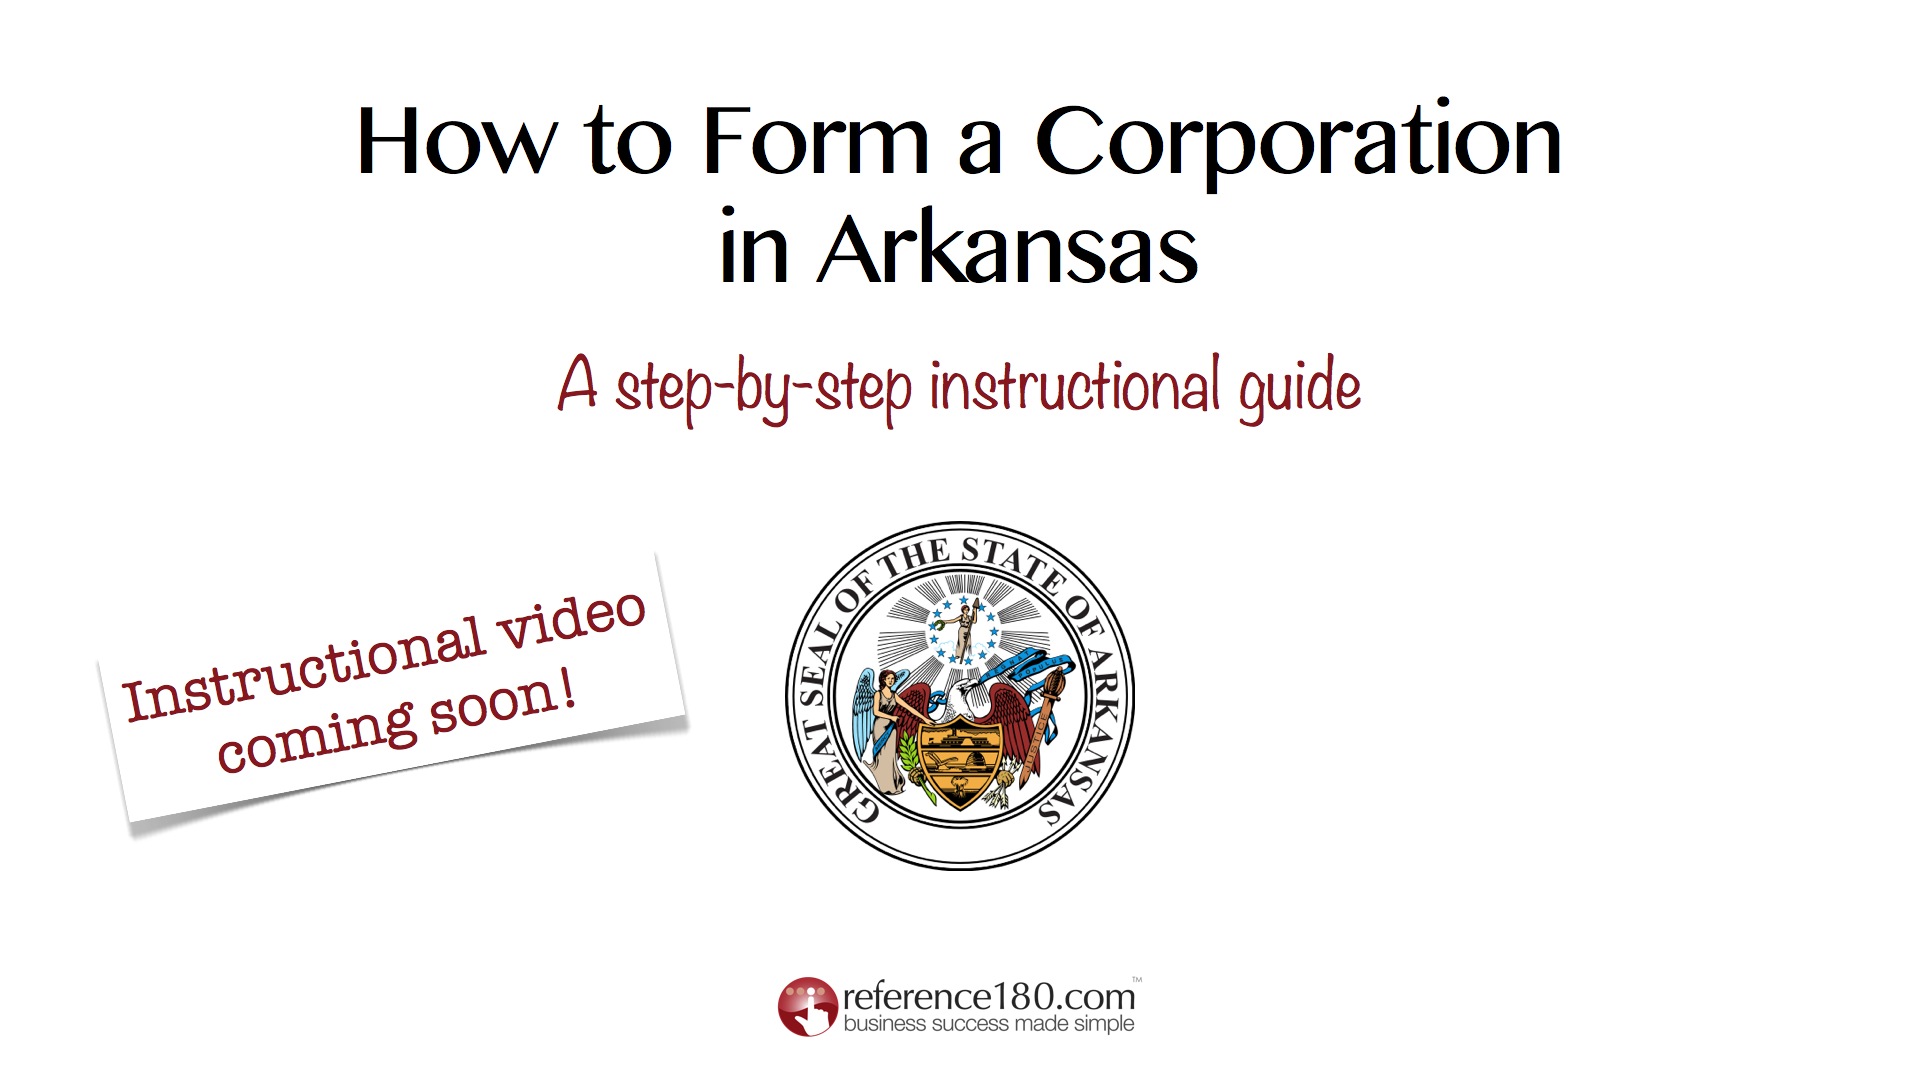 How to Form a Corporation
in Arkansas
A step-by-step instructional guide
Instructional video
coming soon!
GREAT SEAL OF THE STATE OF ARKANSAS
reference180.com™
business success made simple